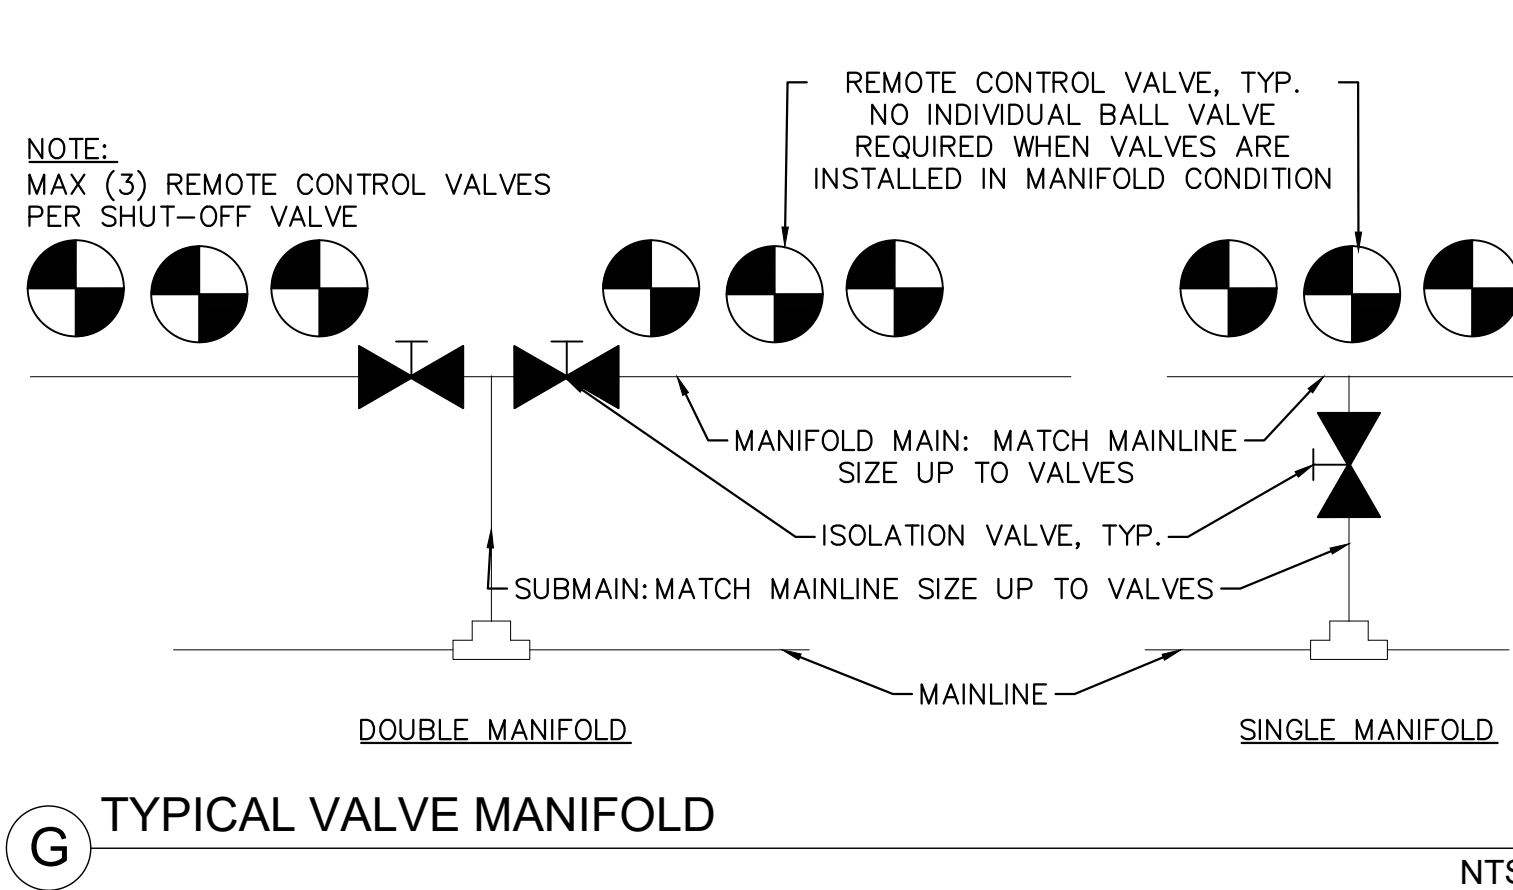 REMOTE CONTROL VALVE, TYP.
NO INDIVIDUAL BALL VALVE
REQUIRED WHEN VALVES ARE
INSTALLED IN MANIFOLD CONDITION
NOTE:
MAX (3) REMOTE CONTROL VALVES
PER SHUT-OFF VALVE
MANIFOLD MAIN: MATCH MAINLINE
SIZE UP TO VALVES
ISOLATION VALVE, TYP.
SUBMAIN: MATCH MAINLINE SIZE UP TO VALVES
MAINLINE
DOUBLE MANIFOLD
SINGLE MANIFOLD
G
TYPICAL VALVE MANIFOLD
NTS